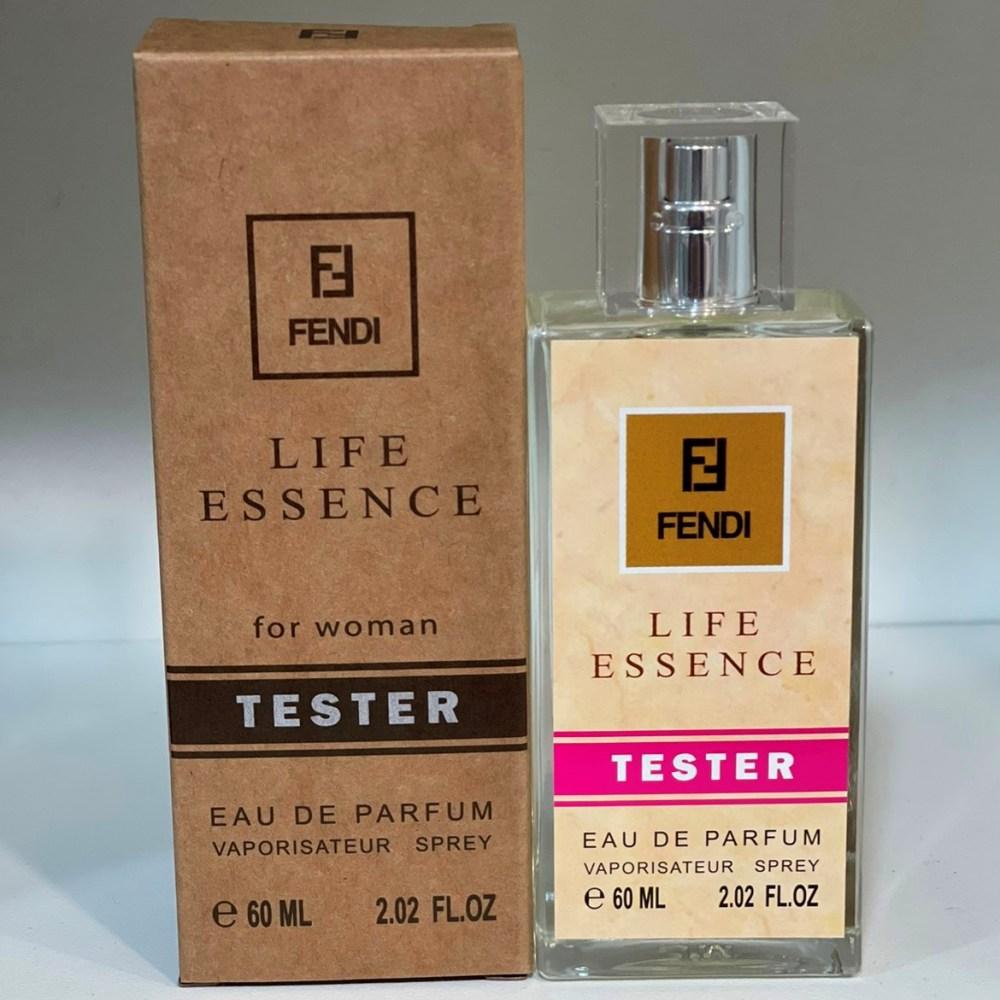 FENDI
LIFE
ESSENCE
for woman
TESTER
EAU DE PARFUM
VAPORISATEUR SPREY
e 60 ML 2.02 FL.OZ
FENDI
LIFE
ESSENCE
TESTER
EAU DE PARFUM
VAPORISATEUR SPREY
e 60 ML 2.02 FL.OZ